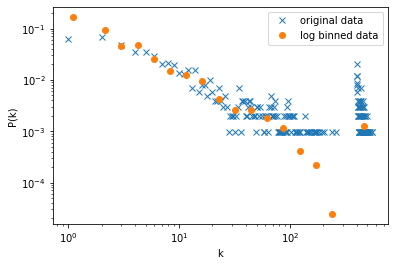 original data
log binned data
10⁻¹
10⁻²
10⁻³
10⁻⁴
P(k)
10⁰
10¹
10²
k